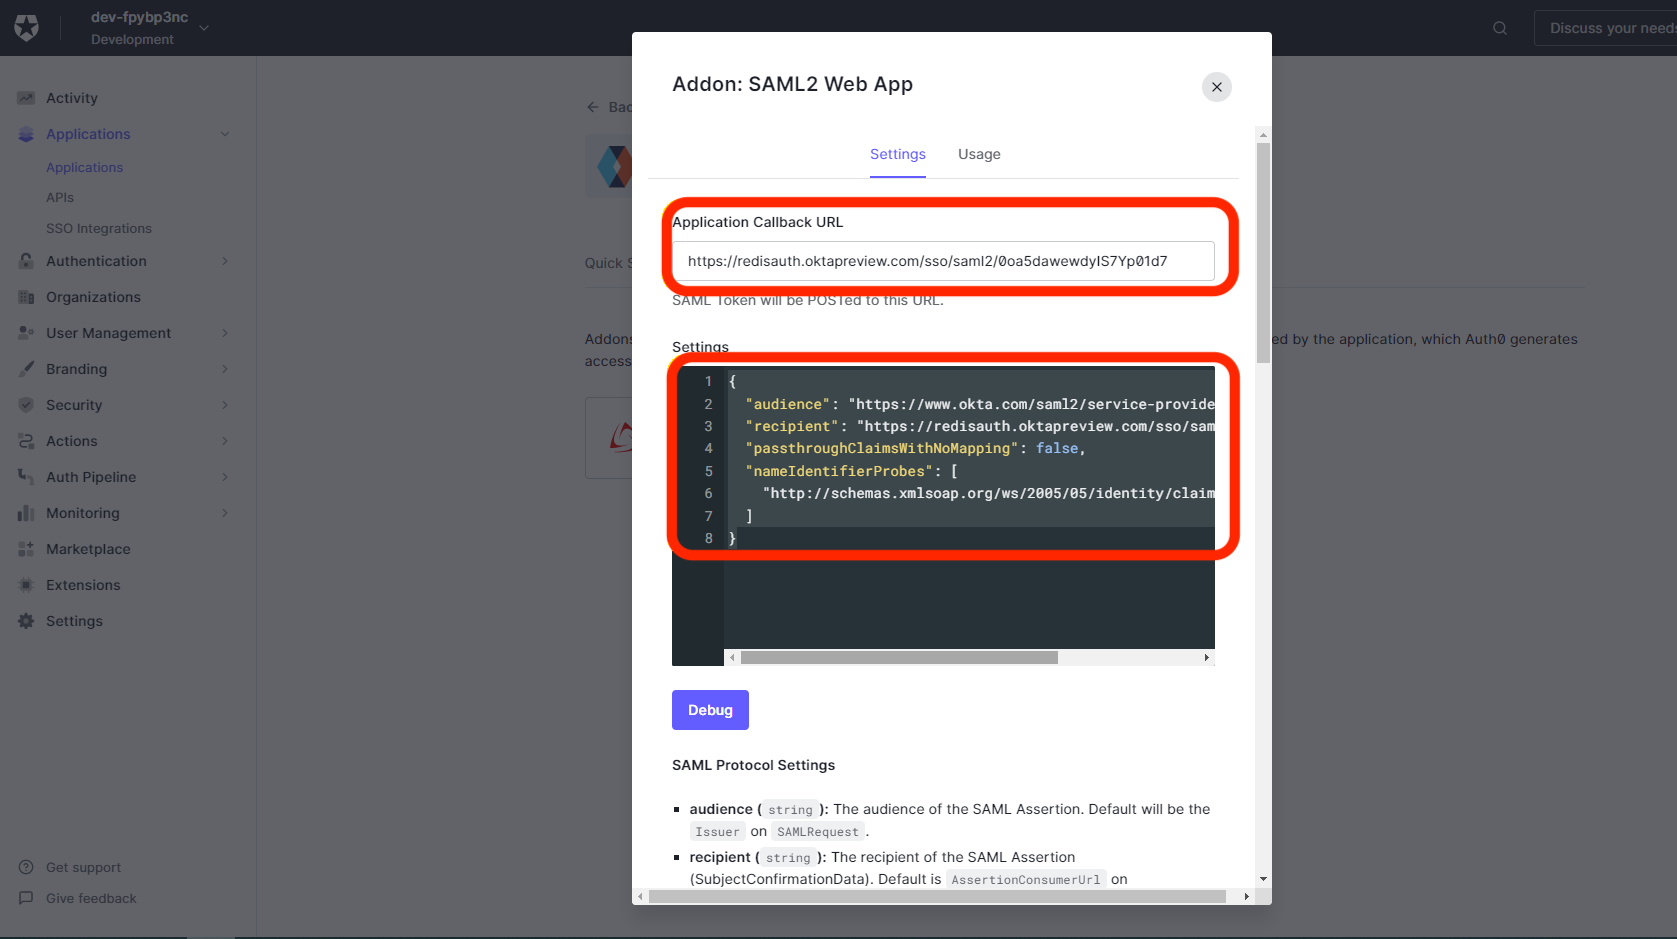 dev-fpybp3nc
Development
Discuss your needs
Activity
Applications
Applications
APIs
SSO Integrations
Authentication
Organizations
User Management
Branding
Security
Actions
Auth Pipeline
Monitoring
Marketplace
Extensions
Settings
Get support
Give feedback
Quick
Addons
access
ed by the application, which Auth0 generates
Addon: SAML2 Web App
Settings Usage
Application Callback URL
https://redisauth.oktapreview.com/sso/saml2/0oa5dawewdyIS7Yp01d7
SAML Token will be POSTed to this URL.
Settings
1 {
2 "audience": "https://www.okta.com/saml2/service-provide
3 "recipient": "https://redisauth.oktapreview.com/sso/sam
4 "passthroughClaimsWithNoMapping": false,
5 "nameIdentifierProbes": [
6 "http://schemas.xmlsoap.org/ws/2005/05/identity/claim
7 ]
8 }
Debug
SAML Protocol Settings
audience (string): The audience of the SAML Assertion. Default will be the
Issuer on SAMLRequest.
recipient (string): The recipient of the SAML Assertion
(SubjectConfirmationData). Default is AssertionConsumerUrl on